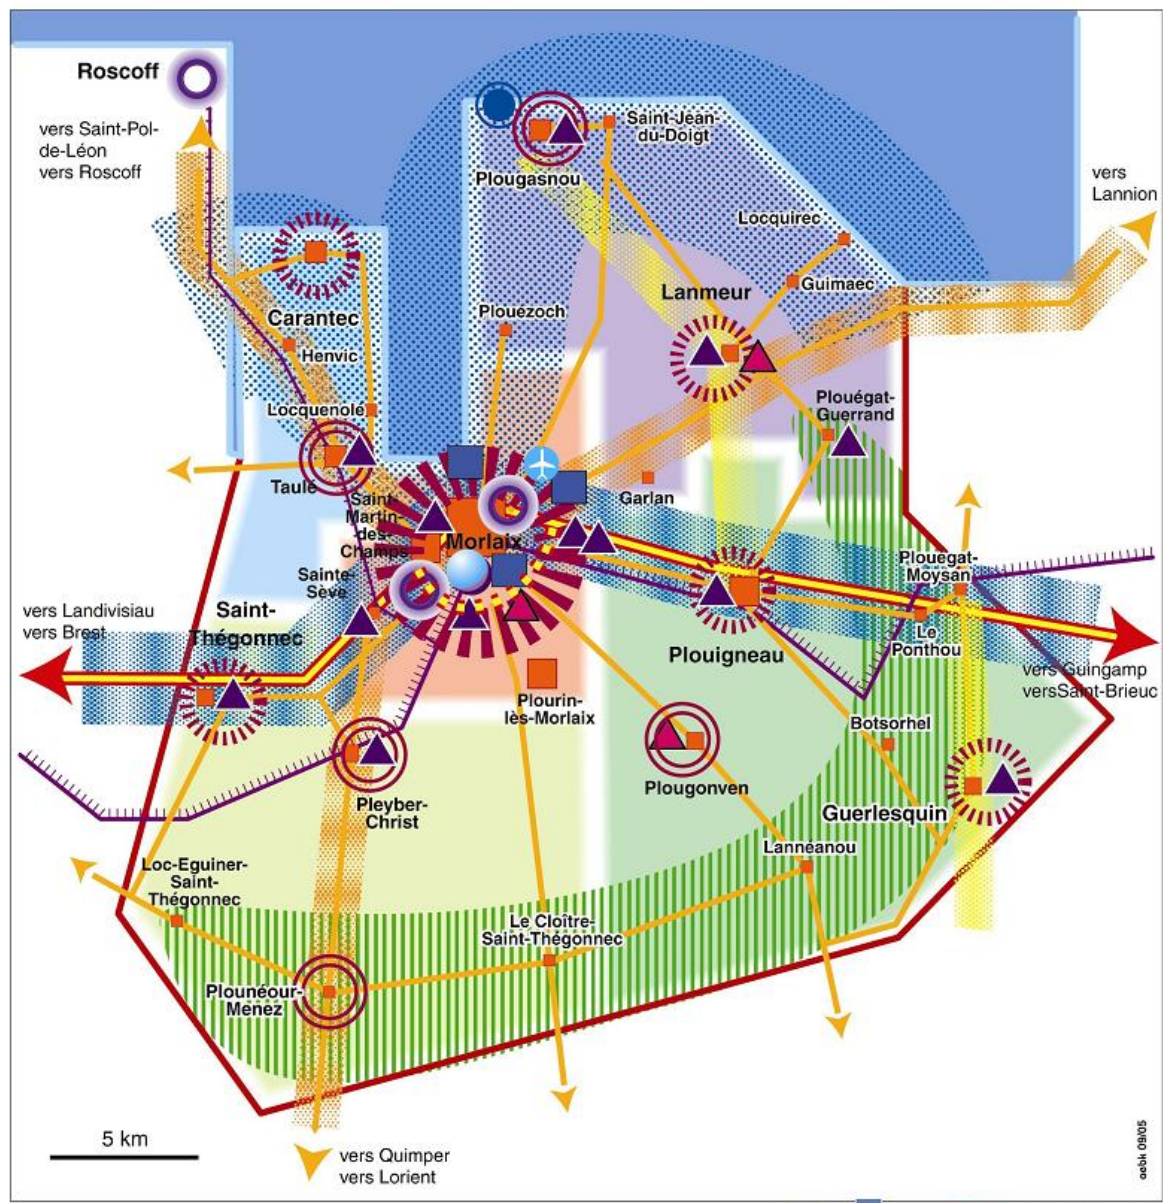 Roscoff
vers Saint-Pol-
de-Léon
vers Roscoff
Saint-Jean-
du-Doigt
Plougasnou
vers
Lannion
Locquirec
Guimaec
Lanmeur
Carantec
Plouezoch
Henvic
Plouégat-
Guerrand
Locquenole
Taulé
Garlan
Saint-
Martin-
des-
Champs
Morlaix
Plouegat-
Moysan
Sainte-
Sève
vers Landivisiau
vers Brest
Saint-
Thégonnec
Le
Ponthou
Plouigneau
vers Guingamp
versSaint-Brieuc
Plourin-
lès-Morlaix
Botsorhel
Plougonven
Pleyber-
Christ
Guerlesquin
Lannéanou
Loc-Eguiner-
Saint-
Thégonnec
Le Cloître-
Saint-Thégonnec
Plounéour-
Menez
5 km
vers Quimper
vers Lorient
aobk 09/05